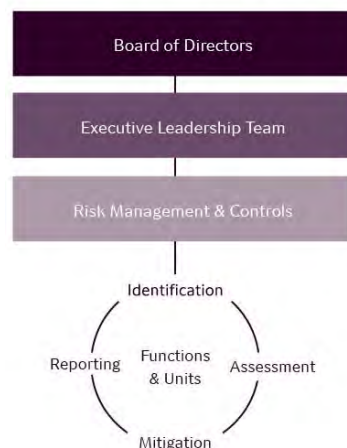 Board of Directors
Executive Leadership Team
Risk Management & Controls
Identification
Reporting
Functions
& Units
Assessment
Mitigation